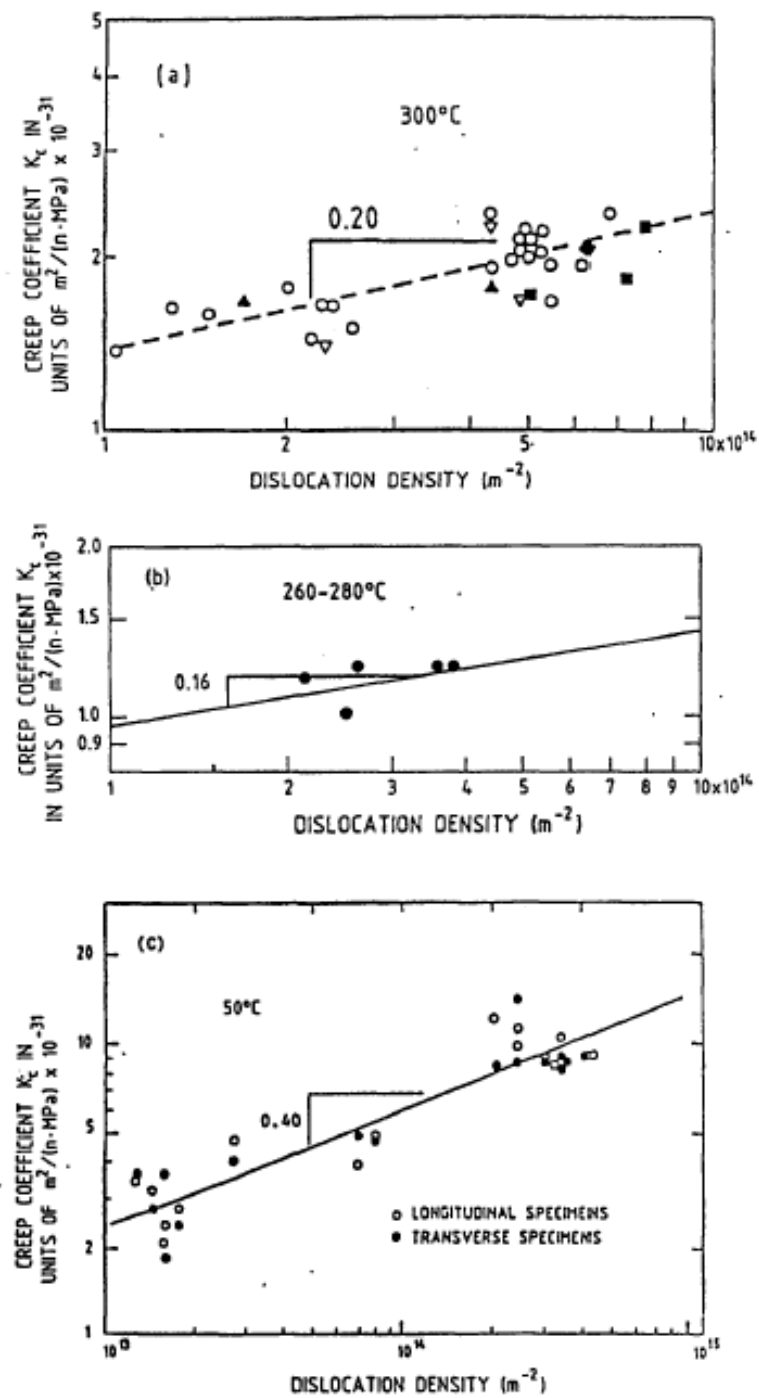 (a)
300°C
0.20
CREEP COEFFICIENT Kc IN
UNITS OF m²/(n·MPa) x 10⁻³¹
5
4
3
2
1
1
2
5
10x10¹⁴
DISLOCATION DENSITY (m⁻²)
(b)
260-280°C
0.16
CREEP COEFFICIENT Kc
IN UNITS OF m²/(n·MPa)x10⁻³¹
2.0
1.5
1.0
0.9
1
2
3
4
5
6
7
8
9
10x10¹⁴
DISLOCATION DENSITY (m⁻²)
(c)
50°C
0.40
CREEP COEFFICIENT Kc IN
UNITS OF m²/(n·MPa) x 10⁻³¹
20
10
5
2
1
○ LONGITUDINAL SPECIMENS
● TRANSVERSE SPECIMENS
10¹³
10¹⁴
10¹⁵
DISLOCATION DENSITY (m⁻²)